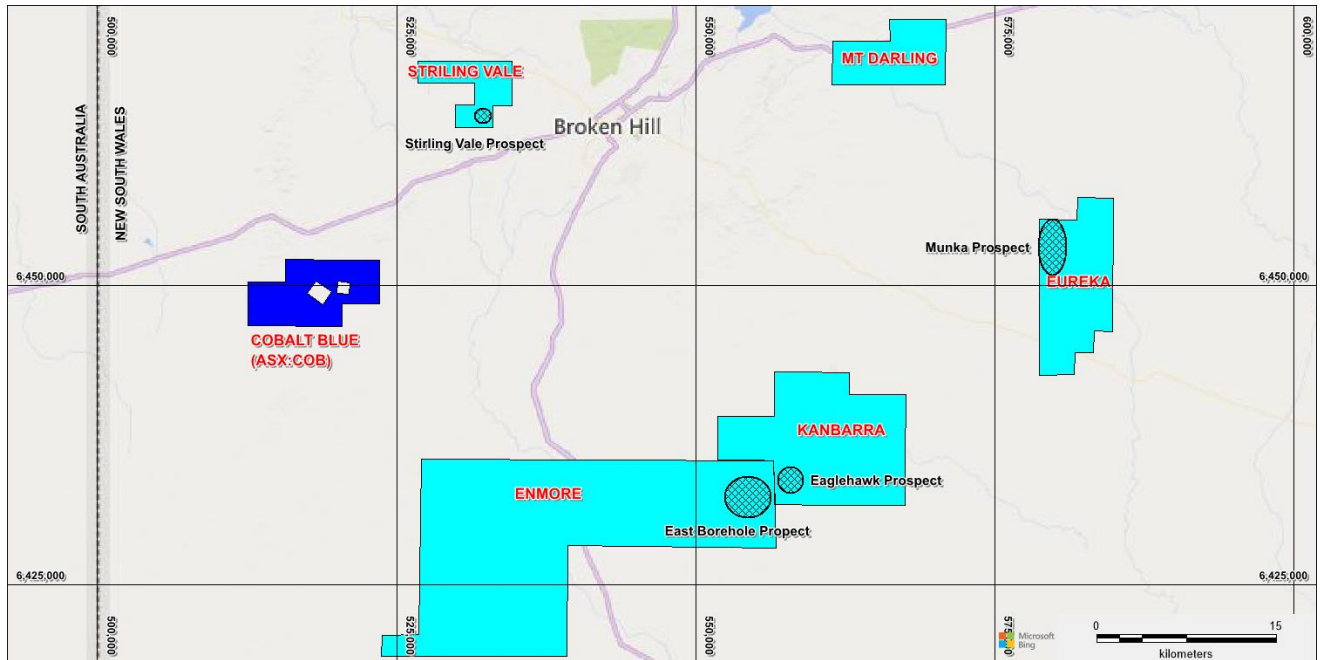 500,000
525,000
550,000
575,000
600,000
STRILING VALE
MT DARLING
Broken Hill
Stirling Vale Prospect
SOUTH AUSTRALIA
NEW SOUTH WALES
Munka Prospect
6,450,000
6,450,000
EUREKA
COBALT BLUE
(ASX:COB)
KANBARRA
Eaglehawk Prospect
ENMORE
East Borehole Propect
6,425,000
6,425,000
500,000
525,000
550,000
575,000
Microsoft
Bing
0
15
kilometers